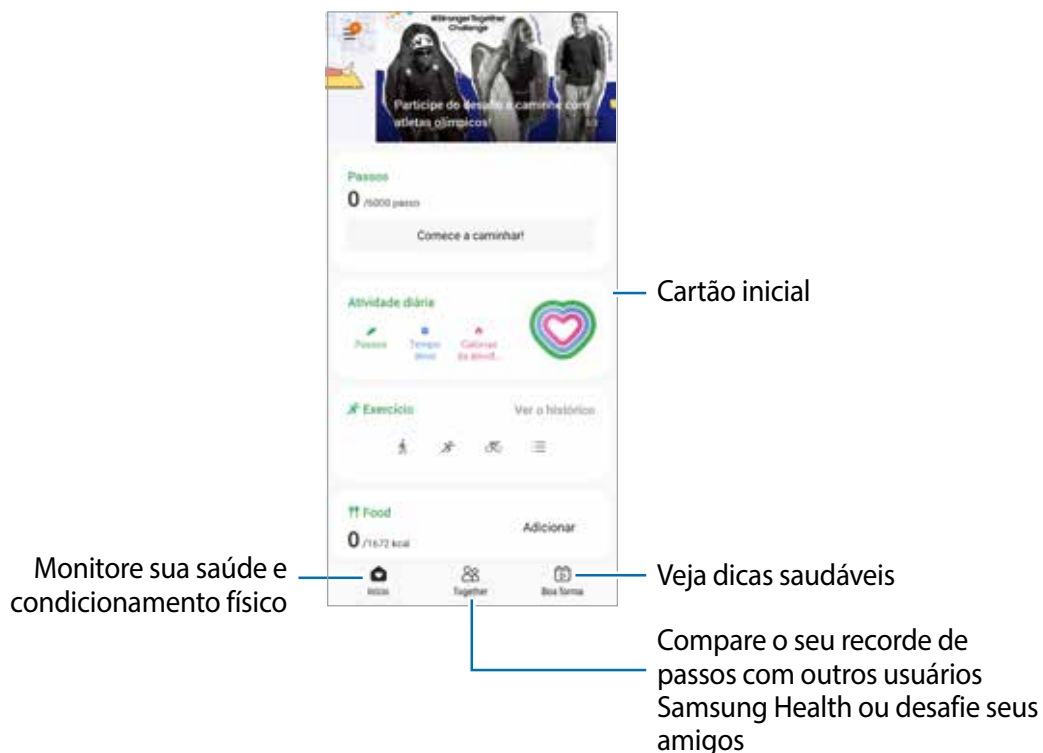 #StrongerTogether
Challenge
Participe do desafio e caminhe com
atletas olímpicos!
Passos
0 /6000 passo
Comece a caminhar!
Cartão inicial
Atividade diária
Passos
Tempo
ativo
Calorias
da ativid...
Exercício
Ver o histórico
Food
0 /1672 kcal
Adicionar
Monitore sua saúde e
condicionamento físico
Início
Together
Boa forma
Veja dicas saudáveis
Compare o seu recorde de
passos com outros usuários
Samsung Health ou desafie seus
amigos